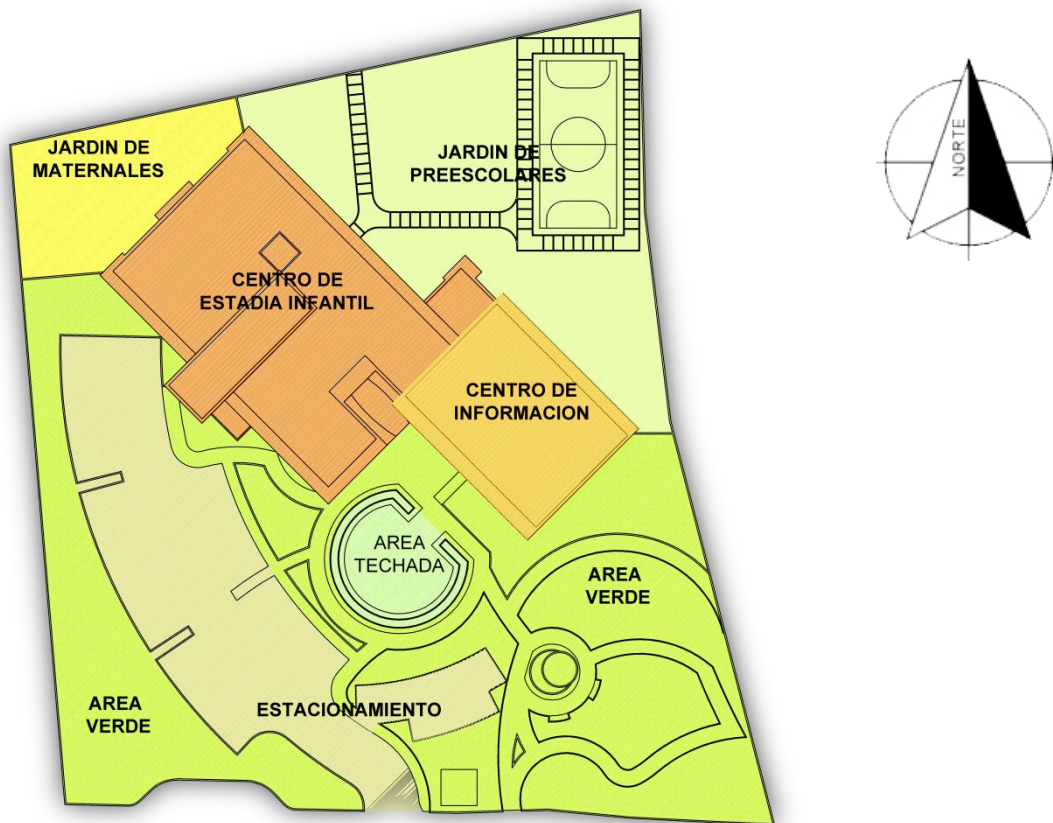 JARDIN DE
MATERNALES
JARDIN DE
PREESCOLARES
NORTE
CENTRO DE
ESTADIA INFANTIL
CENTRO DE
INFORMACION
AREA
TECHADA
AREA
VERDE
AREA
VERDE
ESTACIONAMIENTO